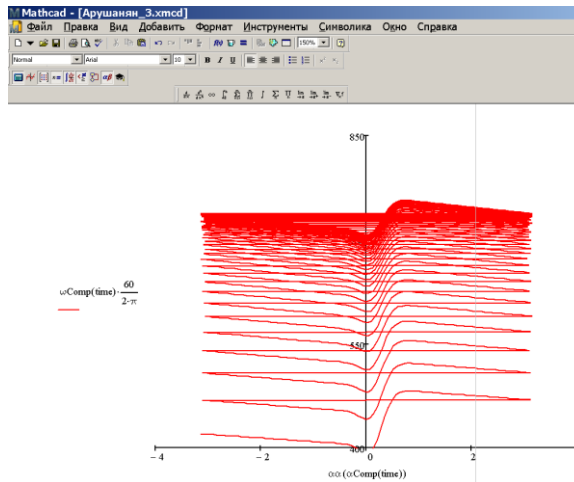 Mathcad - [Арушанян_3.xmcd]
Файл Правка Вид Добавить Формат Инструменты Символика Окно Справка
150%
Normal Arial 10 B I U
αβ
850
ωComp(time)·60/2·π
550
400
−4 −2 0 2
αα(αComp(time))